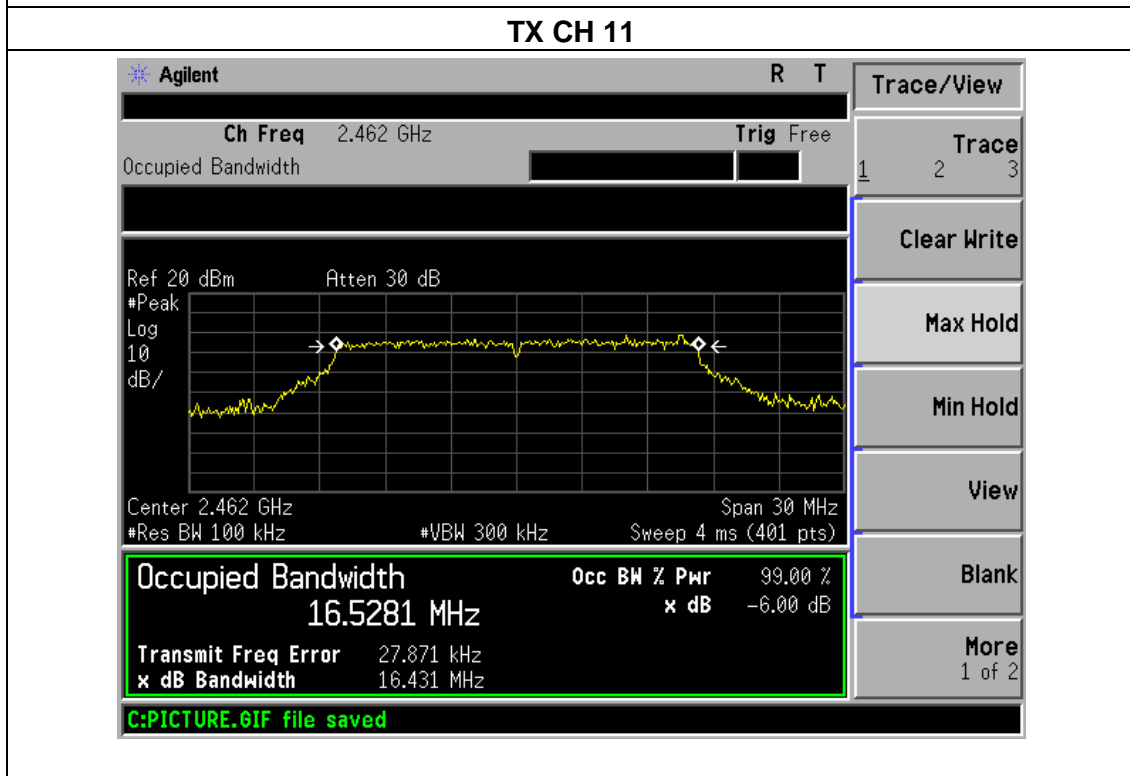 TX CH 11
Agilent R T
Trace/View
Ch Freq 2.462 GHz Trig Free
Occupied Bandwidth
Trace
1 2 3
Clear Write
Ref 20 dBm Atten 30 dB
#Peak
Log
10
dB/
Max Hold
Min Hold
View
Center 2.462 GHz Span 30 MHz
#Res BW 100 kHz #VBW 300 kHz Sweep 4 ms (401 pts)
Occupied Bandwidth Occ BW % Pwr 99.00 %
16.5281 MHz x dB -6.00 dB
Blank
Transmit Freq Error 27.871 kHz
x dB Bandwidth 16.431 MHz
More
1 of 2
C:PICTURE.GIF file saved